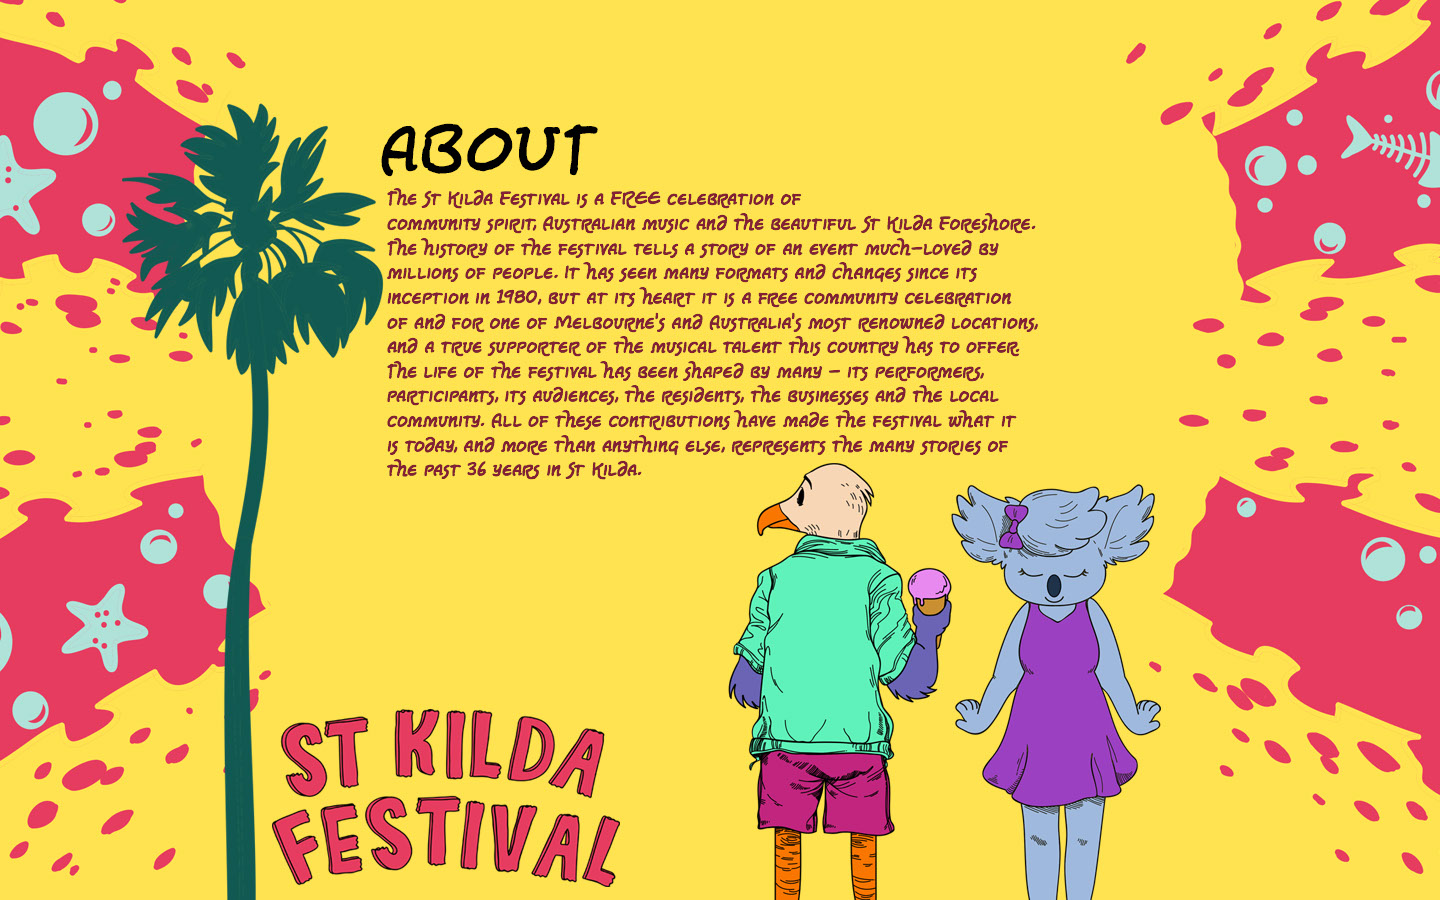 ABOUT
The St Kilda Festival is a FREE celebration of
community spirit, Australian music and the beautiful St Kilda Foreshore.
The history of the festival tells a story of an event much-loved by
millions of people. It has seen many formats and changes since its
inception in 1980, but at its heart it is a free community celebration
of and for one of Melbourne's and Australia's most renowned locations,
and a true supporter of the musical talent this country has to offer.
The life of the festival has been shaped by many – its performers,
participants, its audiences, the residents, the businesses and the local
community. All of these contributions have made the festival what it
is today, and more than anything else, represents the many stories of
the past 36 years in St Kilda.
ST KILDA
FESTIVAL